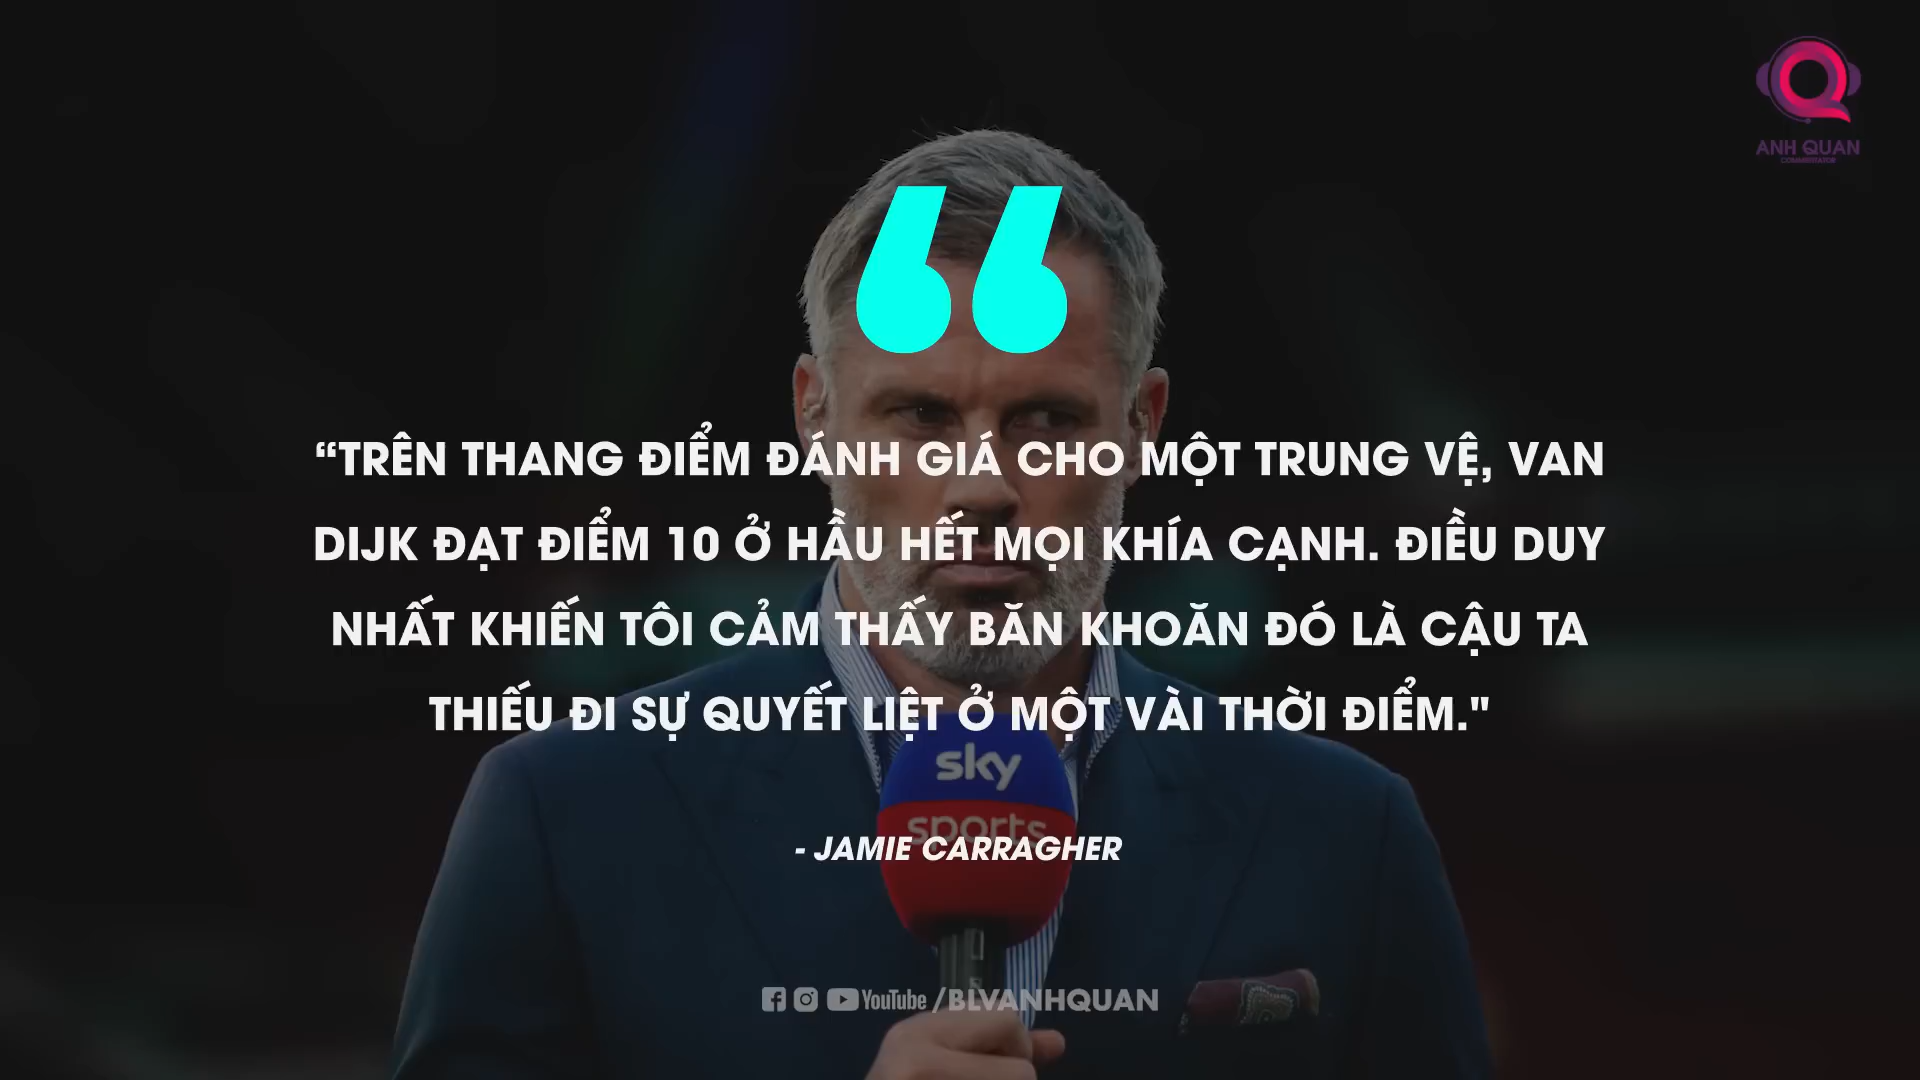 ANH QUAN
COMMENTATOR
“TRÊN THANG ĐIỂM ĐÁNH GIÁ CHO MỘT TRUNG VỆ, VAN
DIJK ĐẠT ĐIỂM 10 Ở HẦU HẾT MỌI KHÍA CẠNH. ĐIỀU DUY
NHẤT KHIẾN TÔI CẢM THẤY BĂN KHOĂN ĐÓ LÀ CẬU TA
THIẾU ĐI SỰ QUYẾT LIỆT Ở MỘT VÀI THỜI ĐIỂM."
sky
sports
- JAMIE CARRAGHER
YouTube /BLVANHQUAN